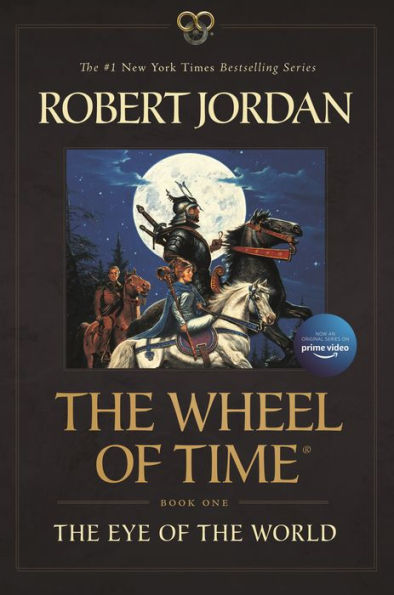 The #1 New York Times Bestselling Series
ROBERT JORDAN
NOW AN
ORIGINAL SERIES ON
prime video
THE WHEEL
OF TIME®
BOOK ONE
THE EYE OF THE WORLD